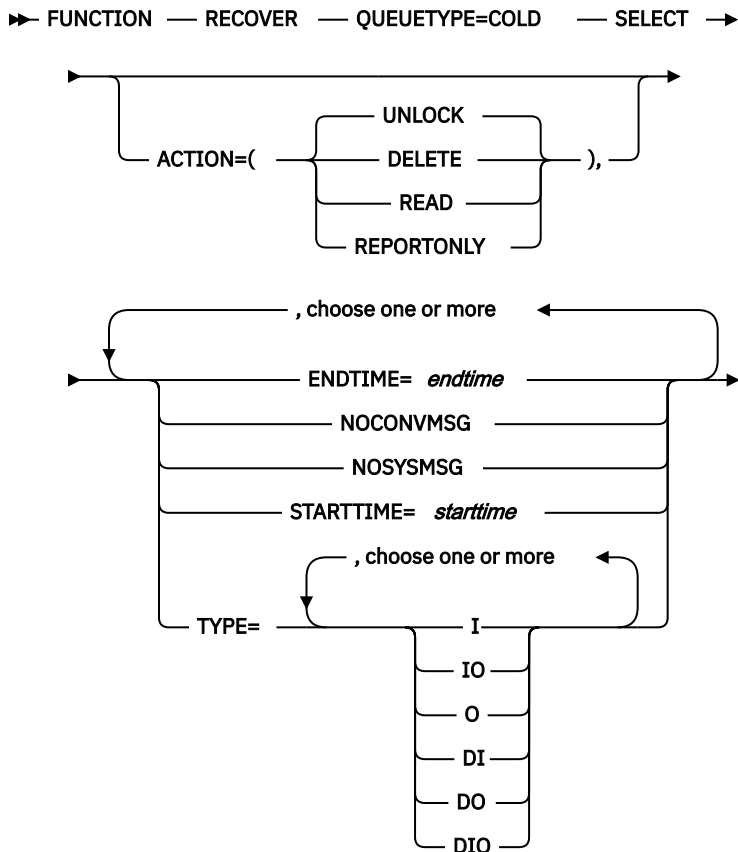 FUNCTION RECOVER QUEUETYPE=COLD SELECT
UNLOCK
ACTION=( DELETE ),
READ
REPORTONLY
, choose one or more
ENDTIME= endtime
NOCONVMSG
NOSYSMSG
STARTTIME= starttime
, choose one or more
TYPE= I
IO
O
DI
DO
DIO